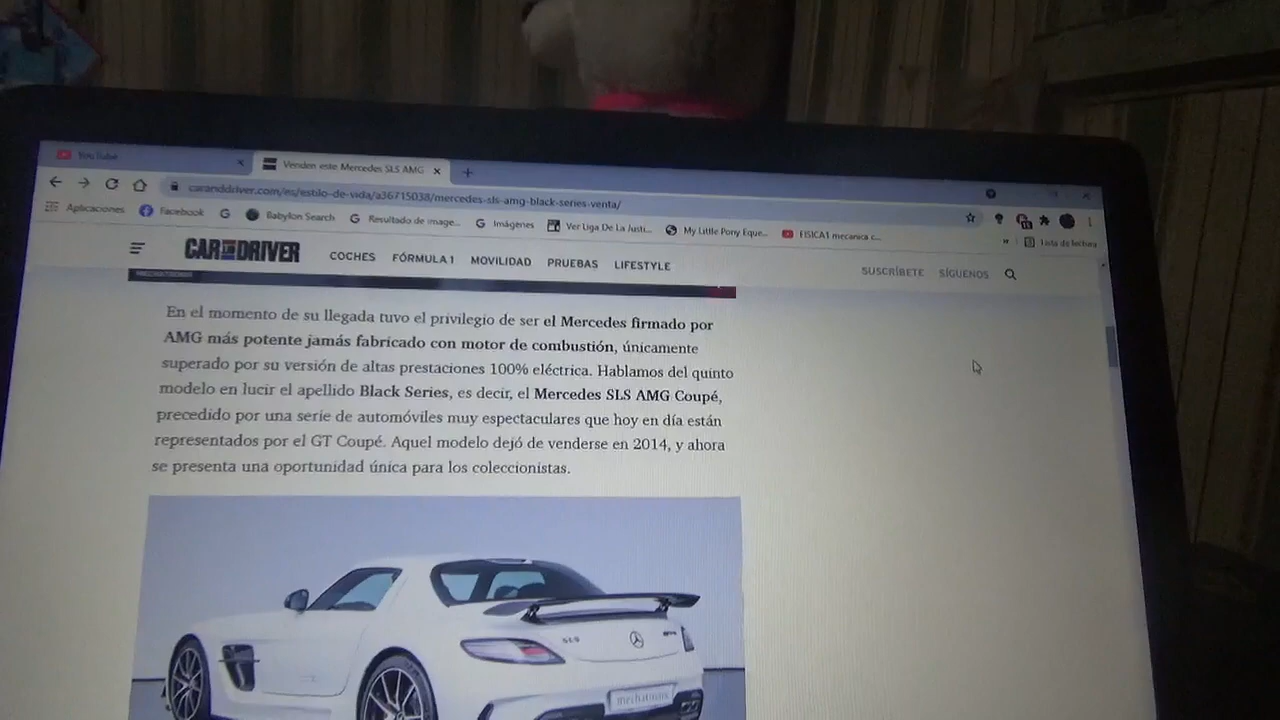 YouTube
Venden este Mercedes SLS AMG
caranddriver.com/es/estilo-de-vida/a36715038/mercedes-sls-amg-black-series-venta/
Aplicaciones Facebook Babylon Search Resultado de image... Imágenes Ver Liga De La Justi... My Little Pony Eque... FISICA1 mecanica c...
» Lista de lectura
CAR AND DRIVER COCHES FÓRMULA 1 MOVILIDAD PRUEBAS LIFESTYLE SUSCRÍBETE SÍGUENOS
En el momento de su llegada tuvo el privilegio de ser el Mercedes firmado por
AMG más potente jamás fabricado con motor de combustión, únicamente
superado por su versión de altas prestaciones 100% eléctrica. Hablamos del quinto
modelo en lucir el apellido Black Series, es decir, el Mercedes SLS AMG Coupé,
precedido por una serie de automóviles muy espectaculares que hoy en día están
representados por el GT Coupé. Aquel modelo dejó de venderse en 2014, y ahora
se presenta una oportunidad única para los coleccionistas.
SLS AMG
mechatronik